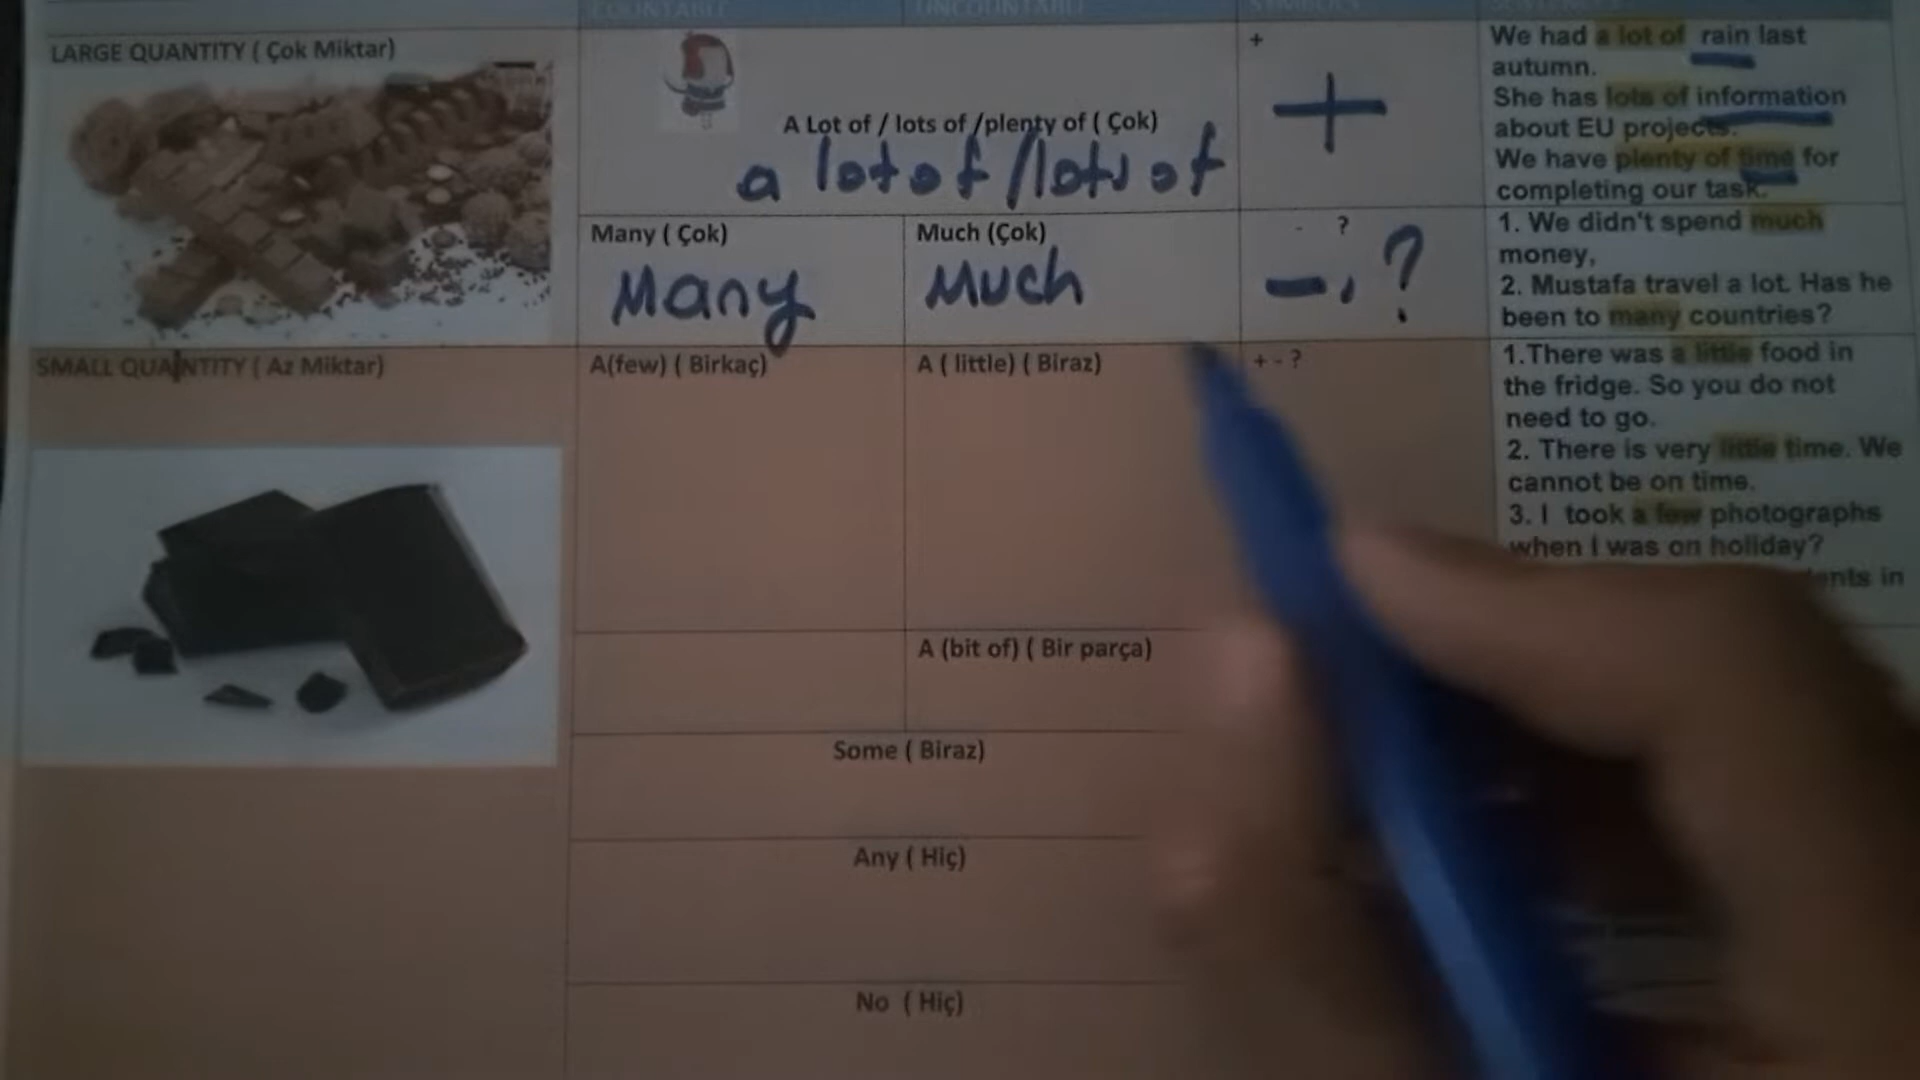 COUNTABLE
UNCOUNTABLE
SYMBOLS
LARGE QUANTITY ( Çok Miktar)
A Lot of / lots of /plenty of ( Çok)
a lot of /lots of
+
+
We had a lot of rain last
autumn.
She has lots of information
about EU projects.
We have plenty of time for
completing our task.
Many ( Çok)
Many
Much (Çok)
Much
- ?
-, ?
1. We didn't spend much
money,
2. Mustafa travel a lot. Has he
been to many countries?
SMALL QUANTITY ( Az Miktar)
A(few) ( Birkaç)
A ( little) ( Biraz)
+ - ?
1.There was a little food in
the fridge. So you do not
need to go.
2. There is very little time. We
cannot be on time.
3. I took a few photographs
when I was on holiday?
in
A (bit of) ( Bir parça)
Some ( Biraz)
Any ( Hiç)
No ( Hiç)